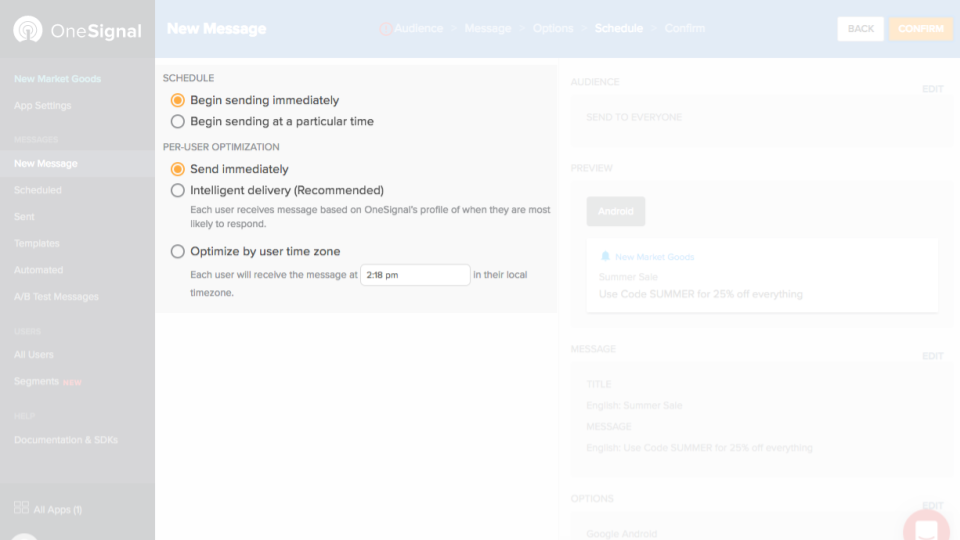 OneSignal
New Message
Audience > Message > Options > Schedule > Confirm
BACK
CONFIRM
New Market Goods
App Settings
MESSAGES
New Message
Scheduled
Sent
Templates
Automated
A/B Test Messages
USERS
All Users
Segments NEW
HELP
Documentation & SDKs
All Apps (1)
SCHEDULE
Begin sending immediately
Begin sending at a particular time
PER-USER OPTIMIZATION
Send immediately
Intelligent delivery (Recommended)
Each user receives message based on OneSignal's profile of when they are most
likely to respond.
Optimize by user time zone
Each user will receive the message at 2:18 pm in their local
timezone.
AUDIENCE
EDIT
SEND TO EVERYONE
PREVIEW
Android
New Market Goods
Summer Sale
Use Code SUMMER for 25% off everything
MESSAGE
EDIT
TITLE
English: Summer Sale
MESSAGE
English: Use Code SUMMER for 25% off everything
OPTIONS
EDIT
Google Android